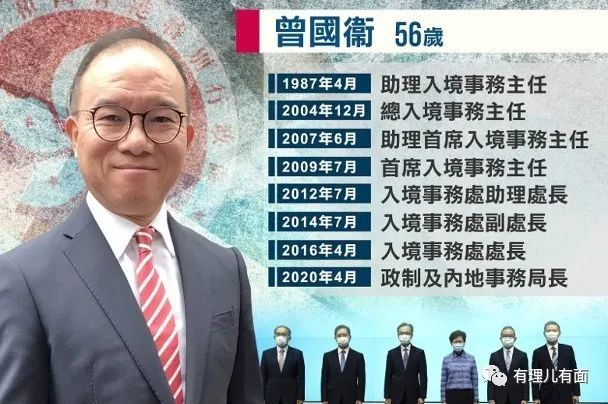 曾國衞 56歲
1987年4月 助理入境事務主任
2004年12月 總入境事務主任
2007年6月 助理首席入境事務主任
2009年7月 首席入境事務主任
2012年7月 入境事務處助理處長
2014年7月 入境事務處副處長
2016年4月 入境事務處處長
2020年4月 政制及內地事務局長
有理儿有面